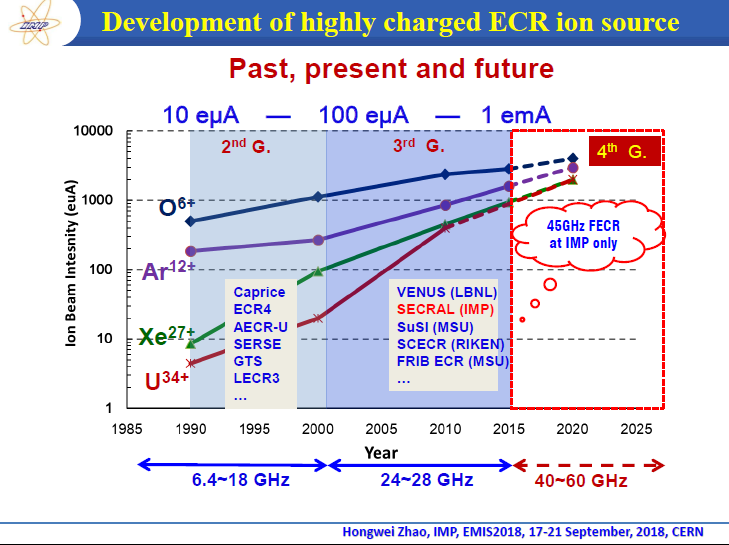 IMP
Development of highly charged ECR ion source
Past, present and future
10 eµA — 100 eµA — 1 emA
2nd G.
3rd G.
4th G.
10000
1000
100
10
1
Ion Beam Intesnity (euA)
O6+
Ar12+
Xe27+
U34+
Caprice
ECR4
AECR-U
SERSE
GTS
LECR3
...
VENUS (LBNL)
SECRAL (IMP)
SuSI (MSU)
SCECR (RIKEN)
FRIB ECR (MSU)
...
45GHz FECR
at IMP only
1985 1990 1995 2000 2005 2010 2015 2020 2025
Year
6.4~18 GHz
24~28 GHz
40~60 GHz
Hongwei Zhao, IMP, EMIS2018, 17-21 September, 2018, CERN